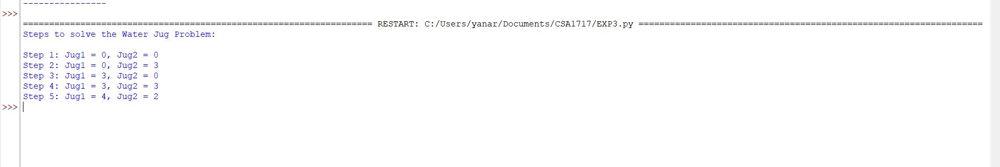 ----------------
>>>
=================================================================== RESTART: C:/Users/yanar/Documents/CSA1717/EXP3.py ==================================================================
Steps to solve the Water Jug Problem:
Step 1: Jug1 = 0, Jug2 = 0
Step 2: Jug1 = 0, Jug2 = 3
Step 3: Jug1 = 3, Jug2 = 0
Step 4: Jug1 = 3, Jug2 = 3
Step 5: Jug1 = 4, Jug2 = 2
>>>